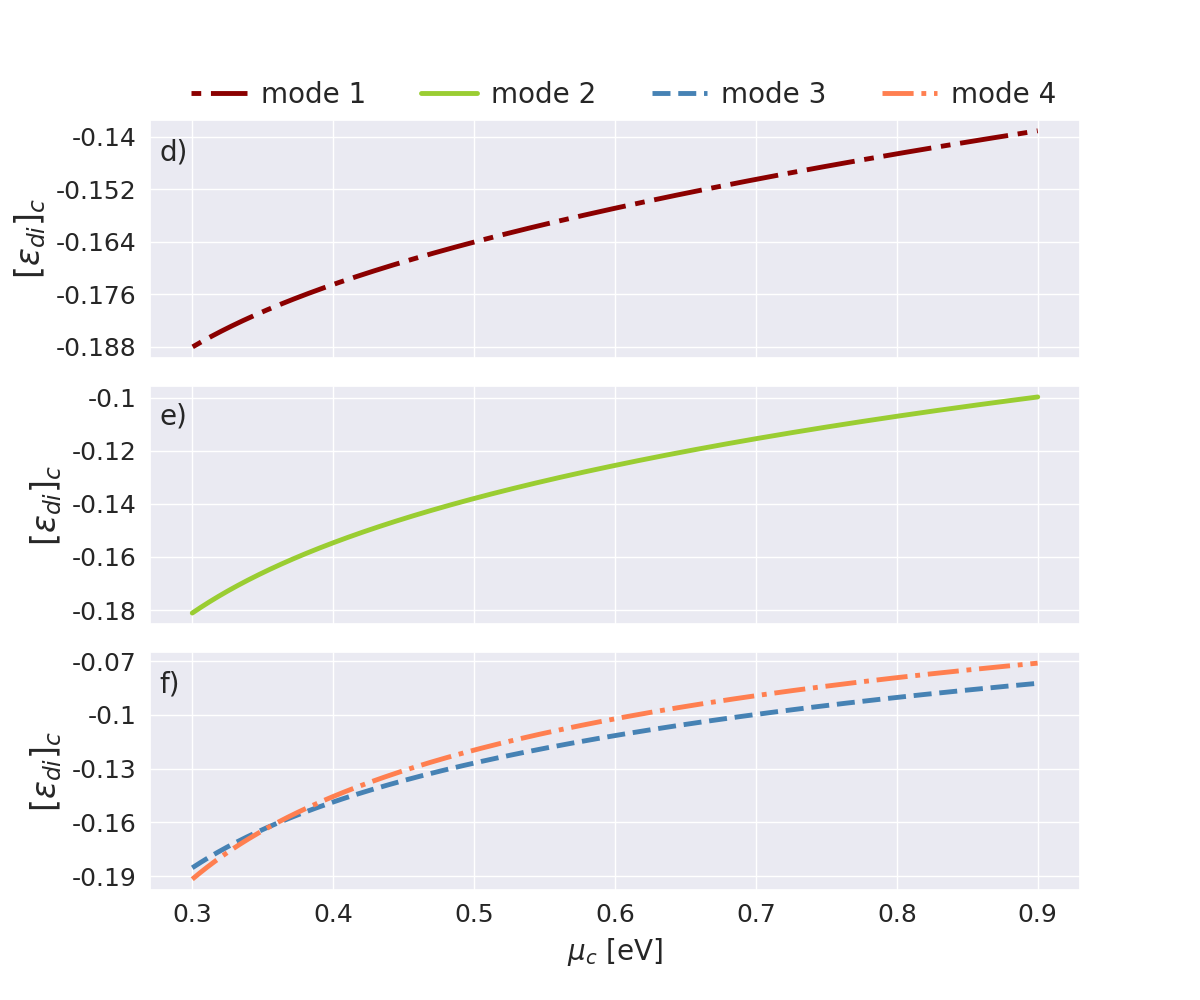 mode 1 mode 2 mode 3 mode 4
d)
[ε_di]_c
-0.14
-0.152
-0.164
-0.176
-0.188
e)
[ε_di]_c
-0.1
-0.12
-0.14
-0.16
-0.18
f)
[ε_di]_c
-0.07
-0.1
-0.13
-0.16
-0.19
0.3 0.4 0.5 0.6 0.7 0.8 0.9
μ_c [eV]